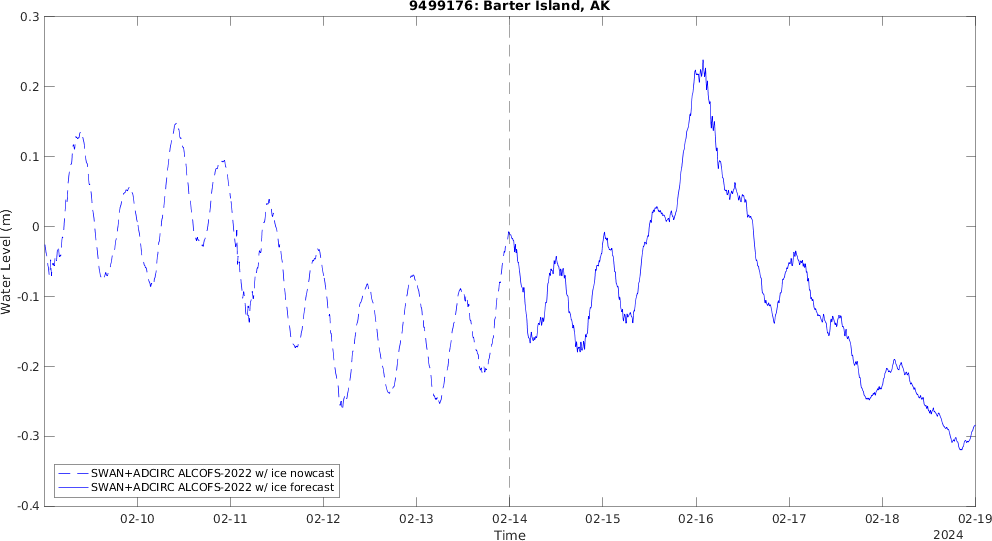 9499176: Barter Island, AK
0.3
0.2
0.1
0
-0.1
-0.2
-0.3
-0.4
Water Level (m)
SWAN+ADCIRC ALCOFS-2022 w/ ice nowcast
SWAN+ADCIRC ALCOFS-2022 w/ ice forecast
02-10 02-11 02-12 02-13 02-14 02-15 02-16 02-17 02-18 02-19
Time
2024